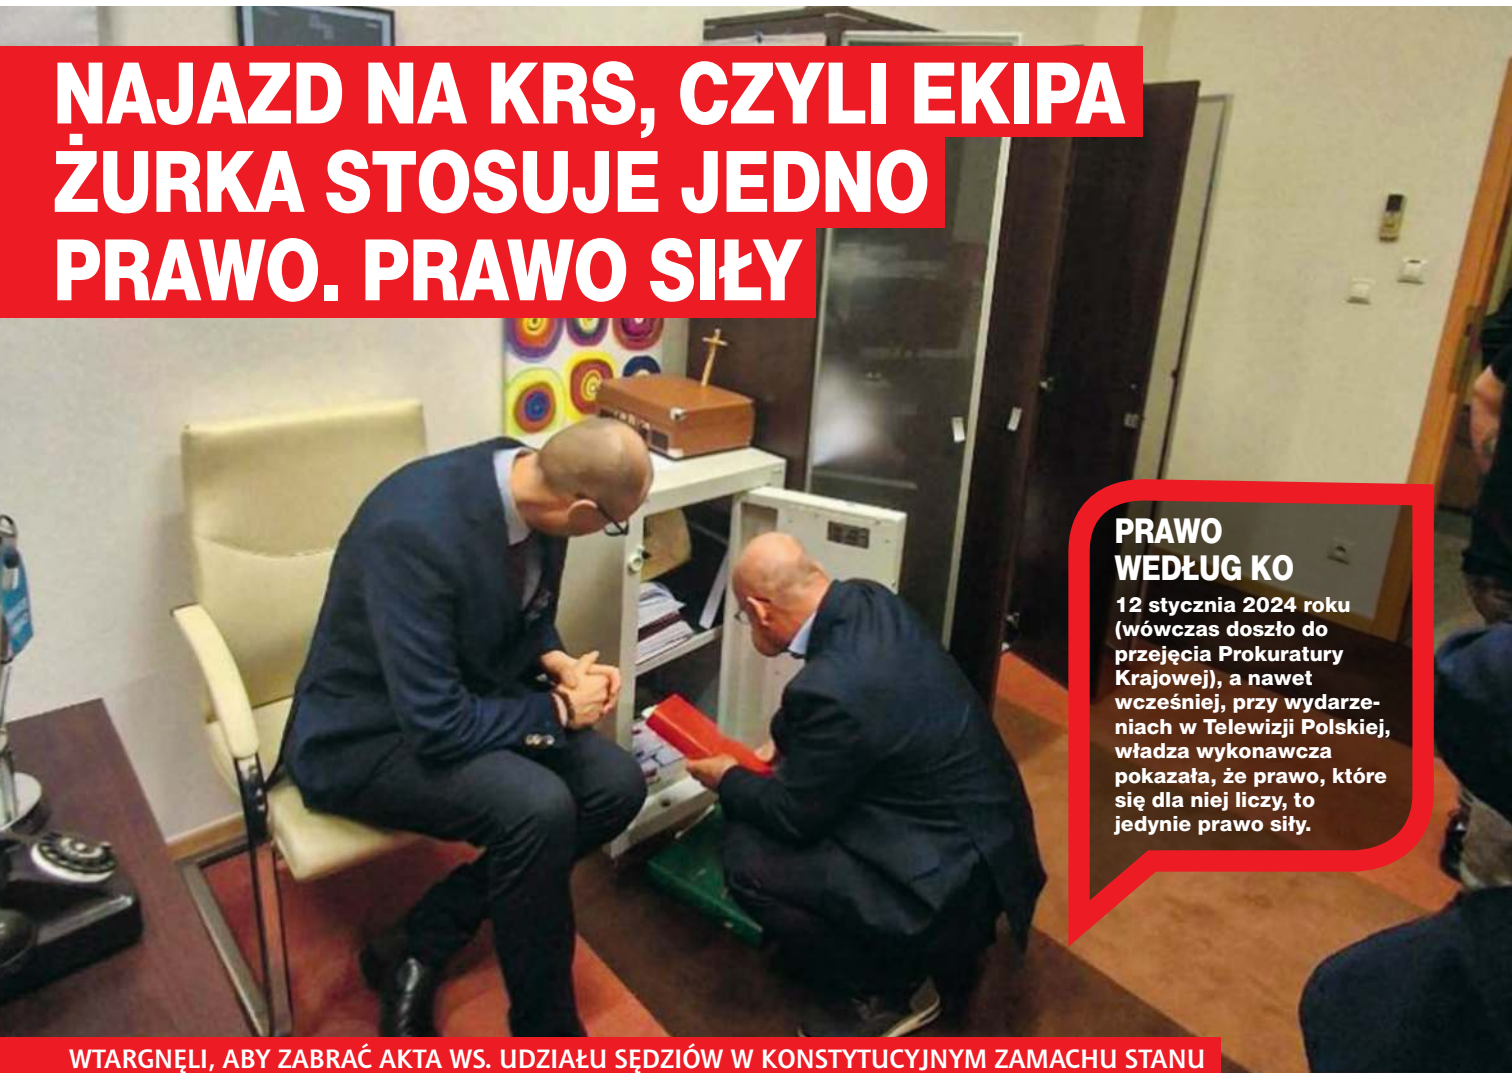 NAJAZD NA KRS, CZYLI EKIPA
ŻURKA STOSUJE JEDNO
PRAWO. PRAWO SIŁY
PRAWO
WEDŁUG KO
12 stycznia 2024 roku
(wówczas doszło do
przejęcia Prokuratury
Krajowej), a nawet
wcześniej, przy wydarze-
niach w Telewizji Polskiej,
władza wykonawcza
pokazała, że prawo, które
się dla niej liczy, to
jedynie prawo siły.
WTARGNĘLI, ABY ZABRAĆ AKTA WS. UDZIAŁU SĘDZIÓW W KONSTYTUCYJNYM ZAMACHU STANU